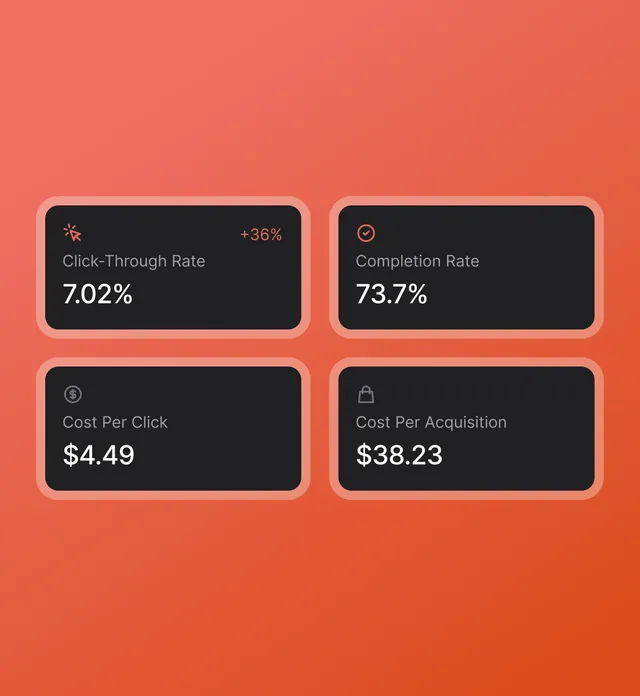 +36%
Click-Through Rate
7.02%
Completion Rate
73.7%
Cost Per Click
$4.49
Cost Per Acquisition
$38.23